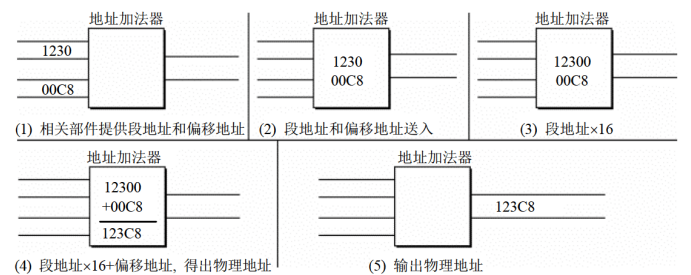 地址加法器
1230
00C8
(1) 相关部件提供段地址和偏移地址
地址加法器
1230
00C8
(2) 段地址和偏移地址送入
地址加法器
12300
00C8
(3) 段地址×16
地址加法器
12300
+00C8
123C8
(4) 段地址×16+偏移地址, 得出物理地址
地址加法器
123C8
(5) 输出物理地址